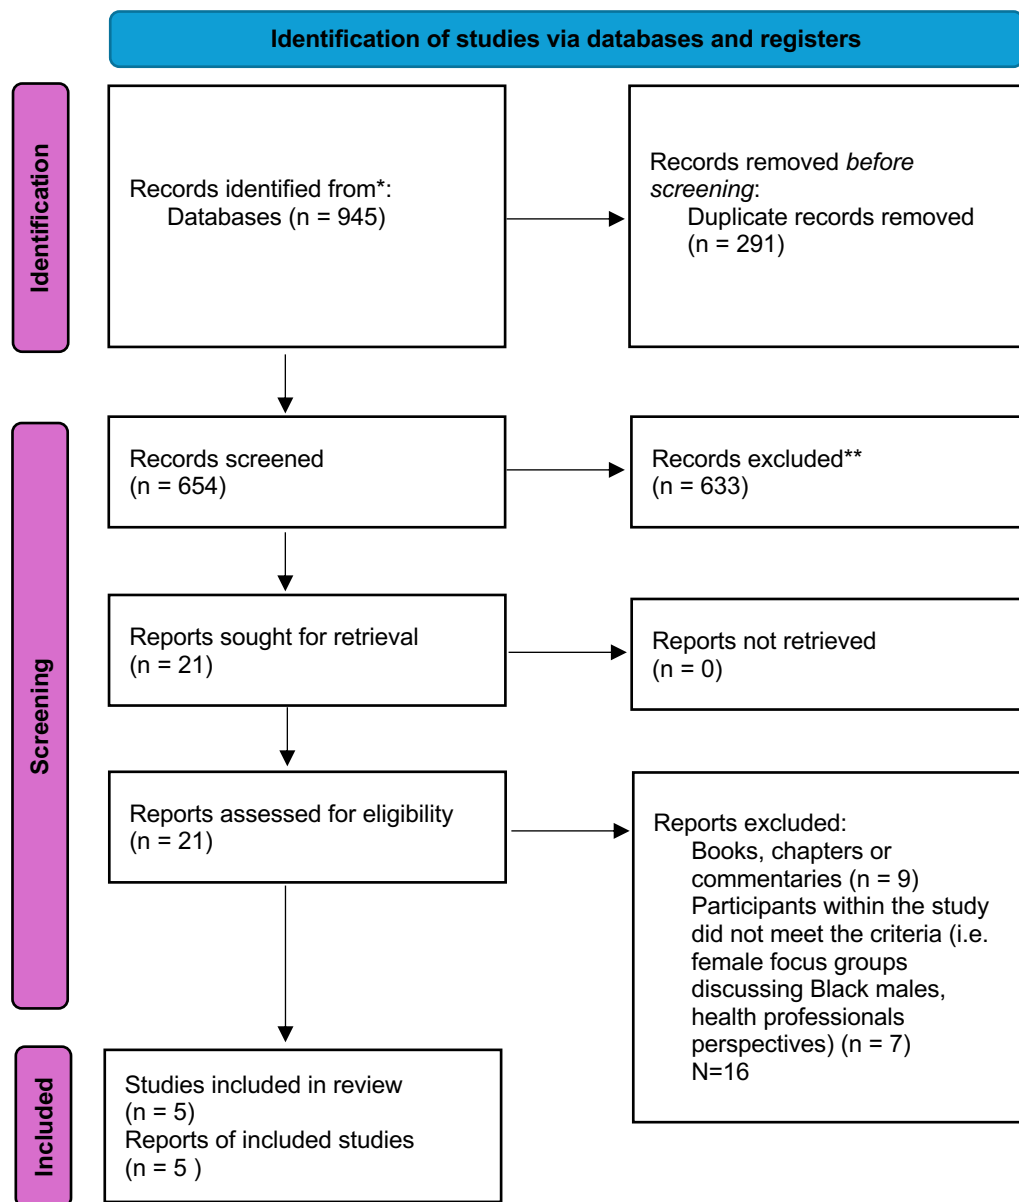 Identification of studies via databases and registers
Identification
Records identified from*:
Databases (n = 945)
Records removed before
screening:
Duplicate records removed
(n = 291)
Screening
Records screened
(n = 654)
Records excluded**
(n = 633)
Reports sought for retrieval
(n = 21)
Reports not retrieved
(n = 0)
Reports assessed for eligibility
(n = 21)
Reports excluded:
Books, chapters or
commentaries (n = 9)
Participants within the study
did not meet the criteria (i.e.
female focus groups
discussing Black males,
health professionals
perspectives) (n = 7)
N=16
Included
Studies included in review
(n = 5)
Reports of included studies
(n = 5 )